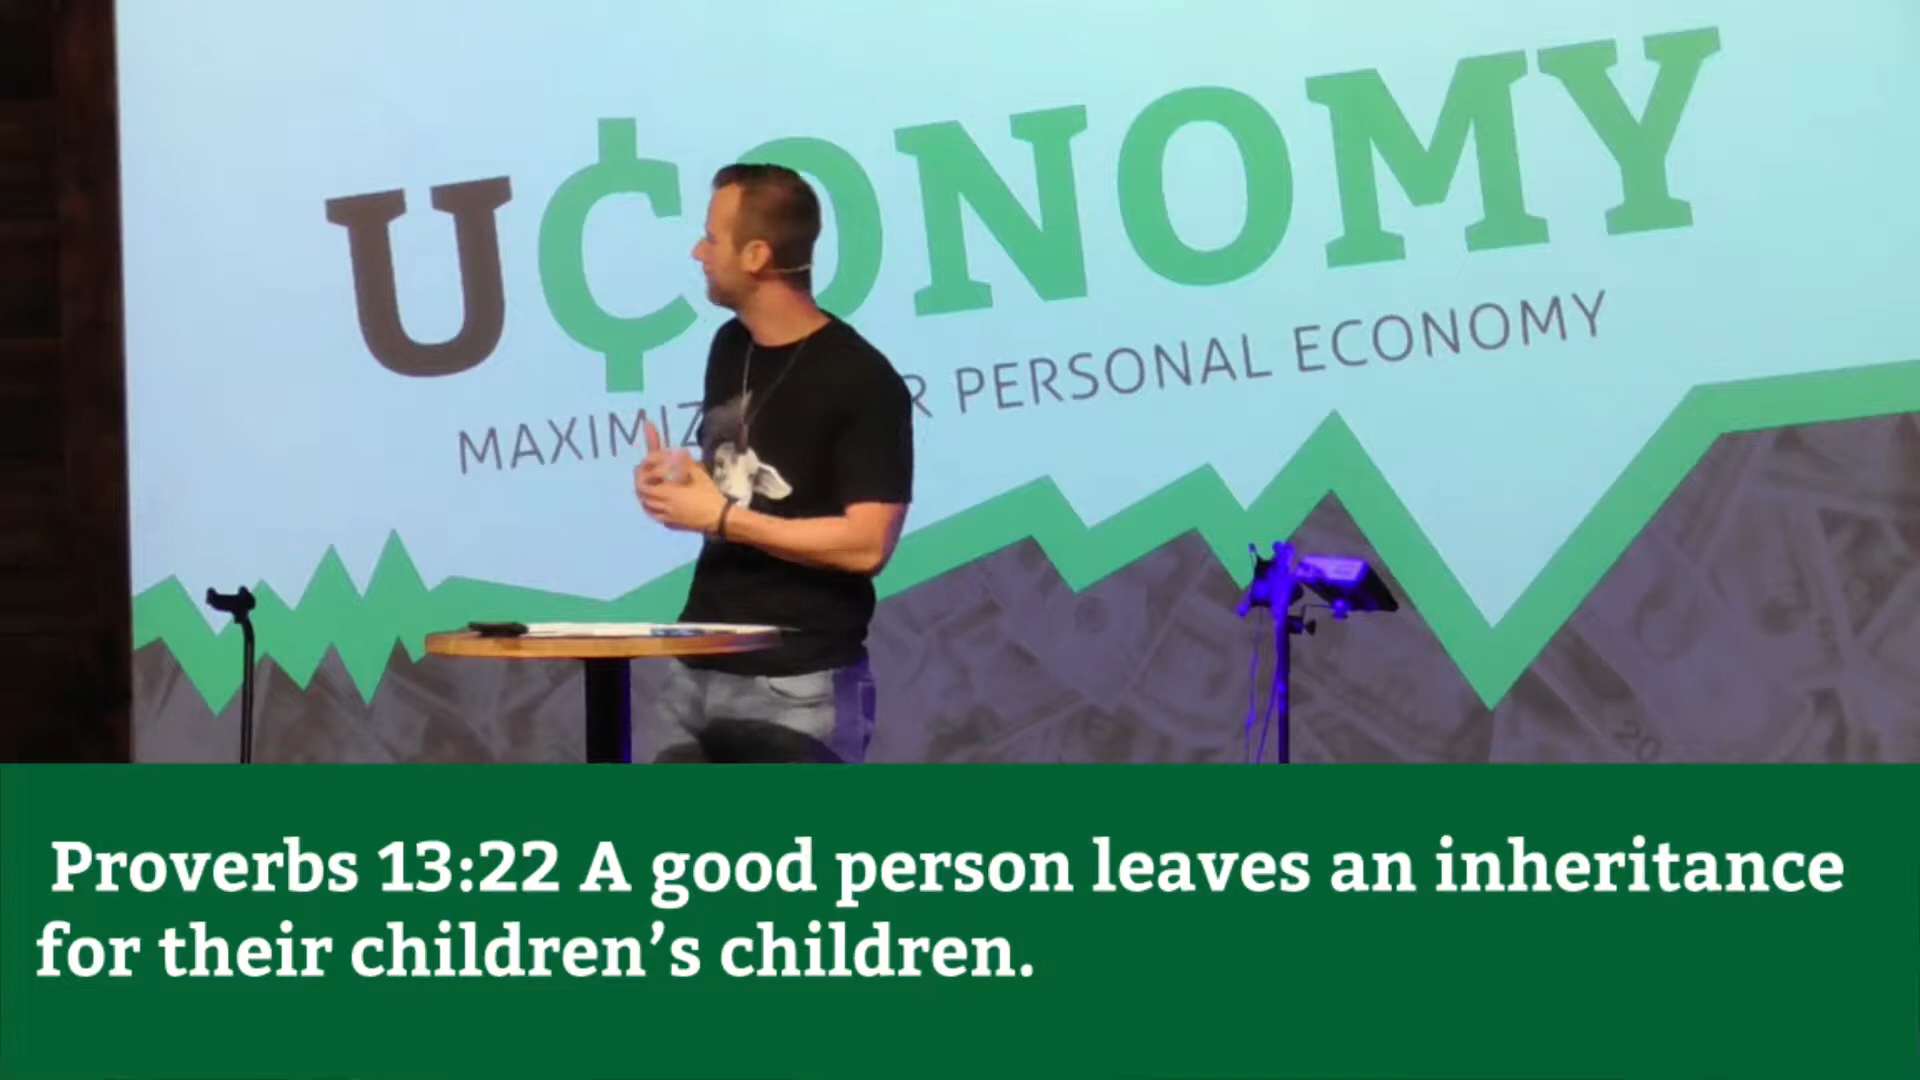 U¢ONOMY
MAXIMIZ R PERSONAL ECONOMY
Proverbs 13:22 A good person leaves an inheritance
for their children’s children.